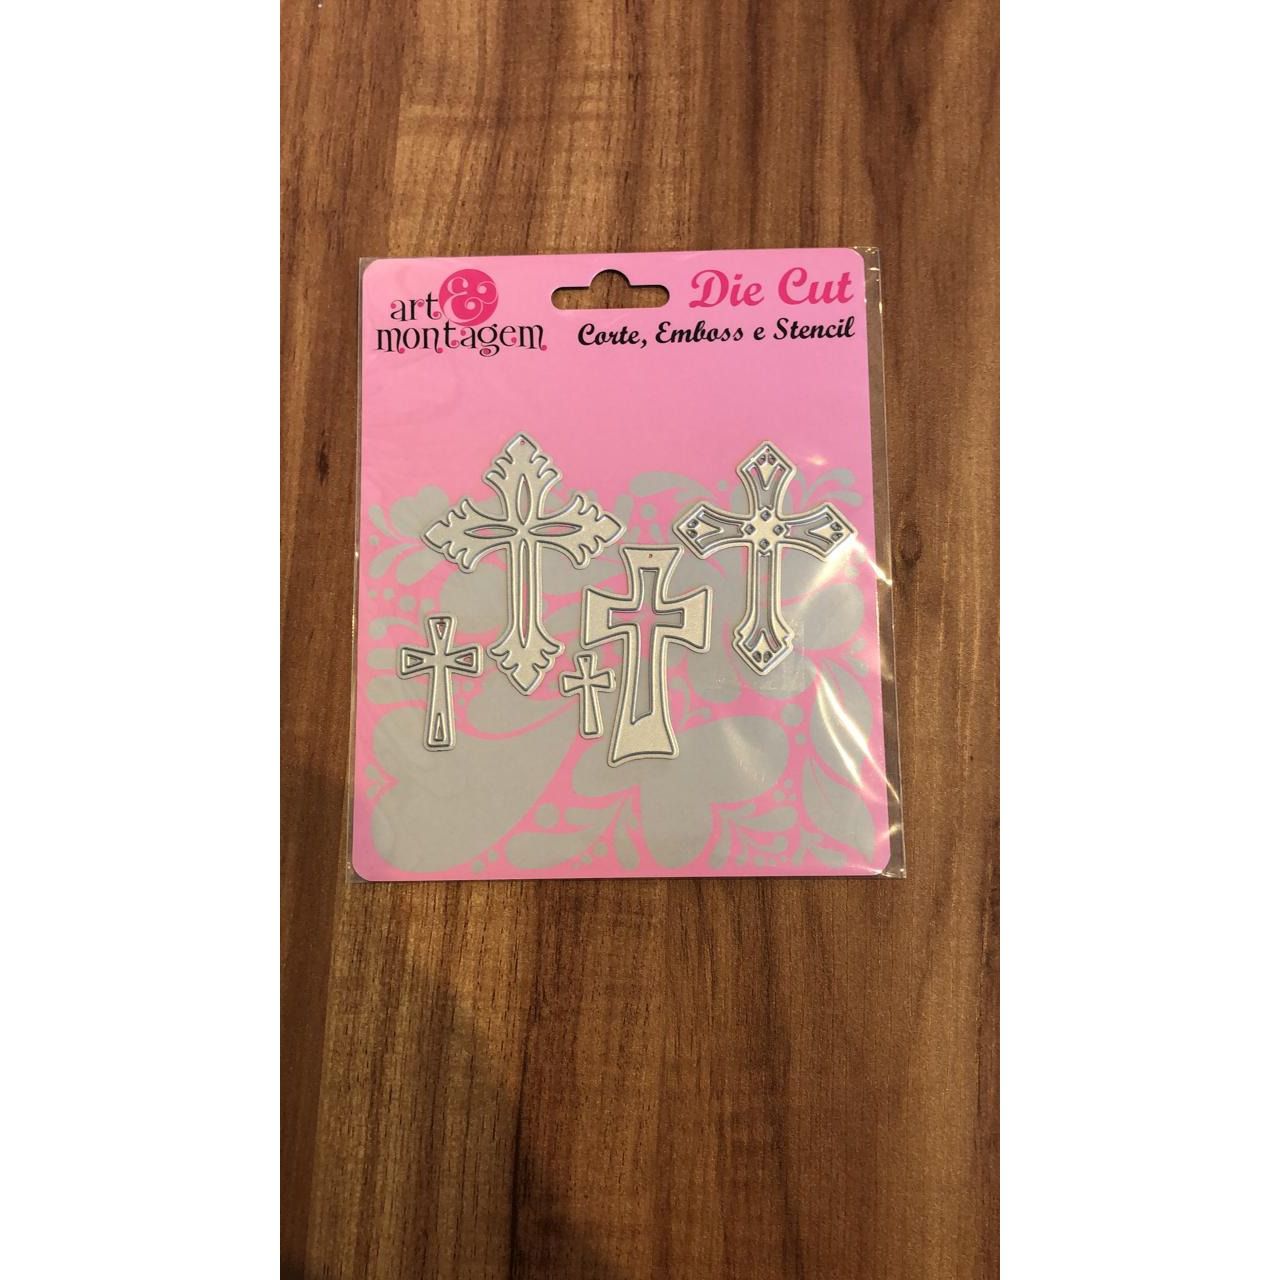 art &
montagem
Die Cut
Corte, Emboss e Stencil